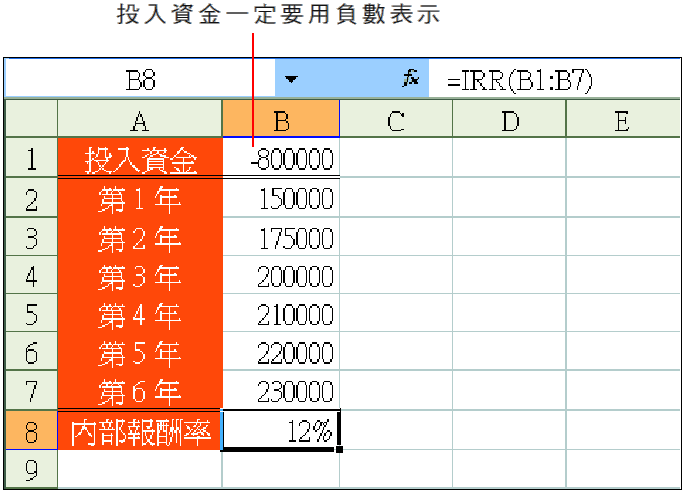 投入資金一定要用負數表示
B8 fx =IRR(B1:B7)
A B C D E
1 投入資金 -800000
2 第1年 150000
3 第2年 175000
4 第3年 200000
5 第4年 210000
6 第5年 220000
7 第6年 230000
8 內部報酬率 12%
9